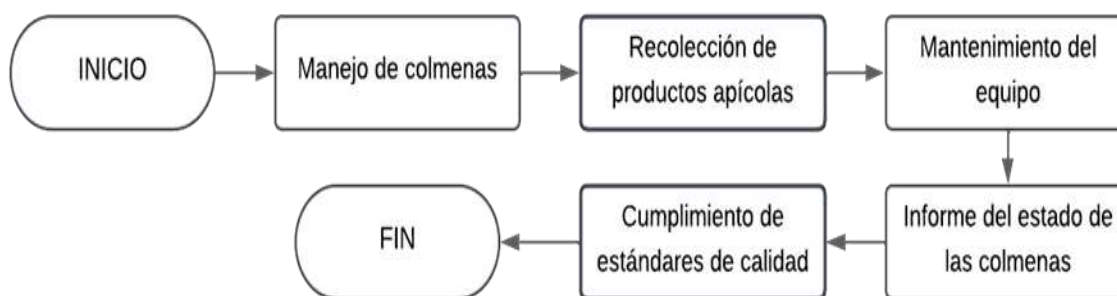 INICIO
Manejo de colmenas
Recolección de
productos apícolas
Mantenimiento del
equipo
Informe del estado de
las colmenas
Cumplimiento de
estándares de calidad
FIN